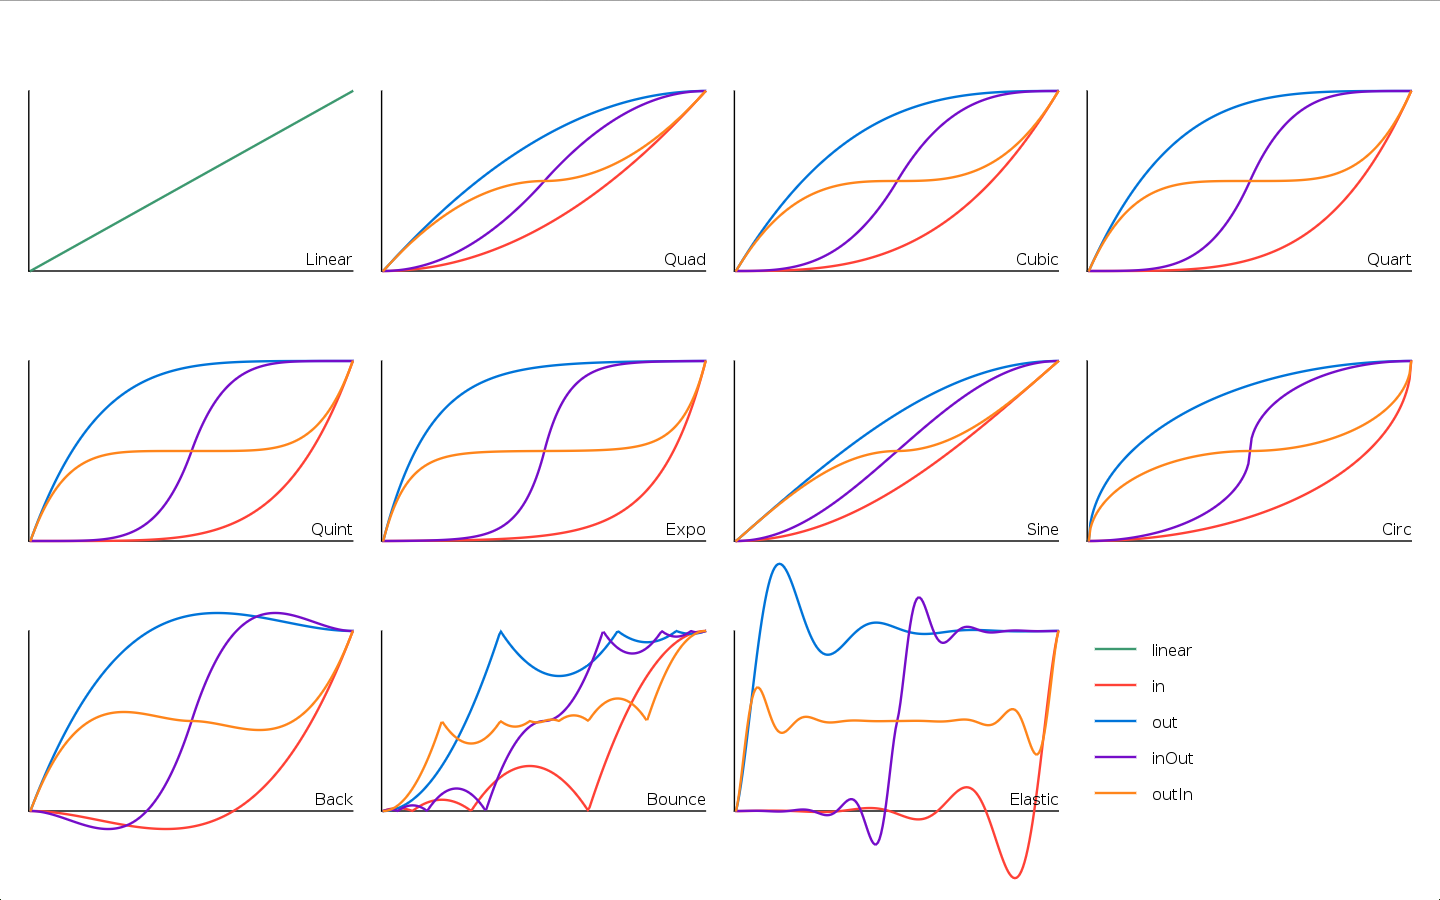 Linear
Quad
Cubic
Quart
Quint
Expo
Sine
Circ
Back
Bounce
Elastic
linear
in
out
inOut
outIn